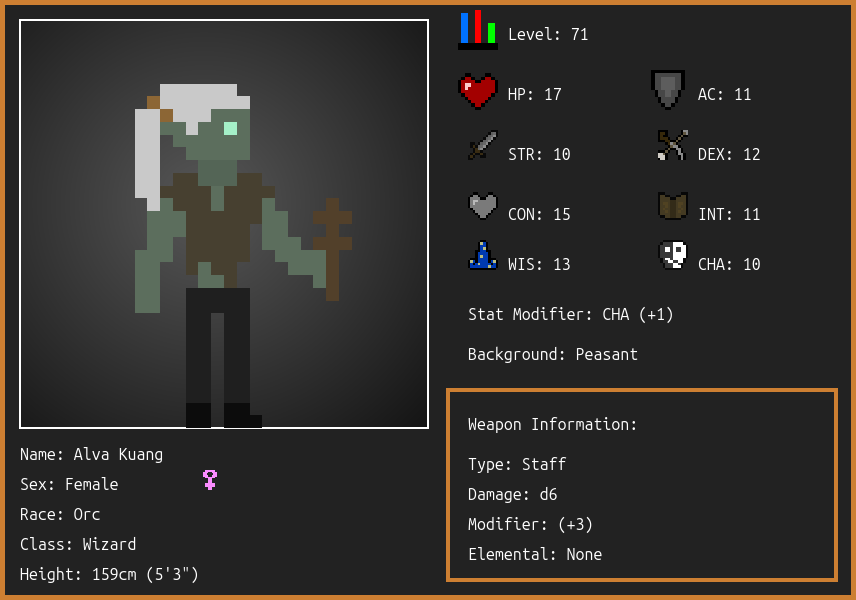 Level: 71
HP: 17
AC: 11
STR: 10
DEX: 12
CON: 15
INT: 11
WIS: 13
CHA: 10
Stat Modifier: CHA (+1)
Background: Peasant
Weapon Information:
Type: Staff
Damage: d6
Modifier: (+3)
Elemental: None
Name: Alva Kuang
Sex: Female
Race: Orc
Class: Wizard
Height: 159cm (5'3")